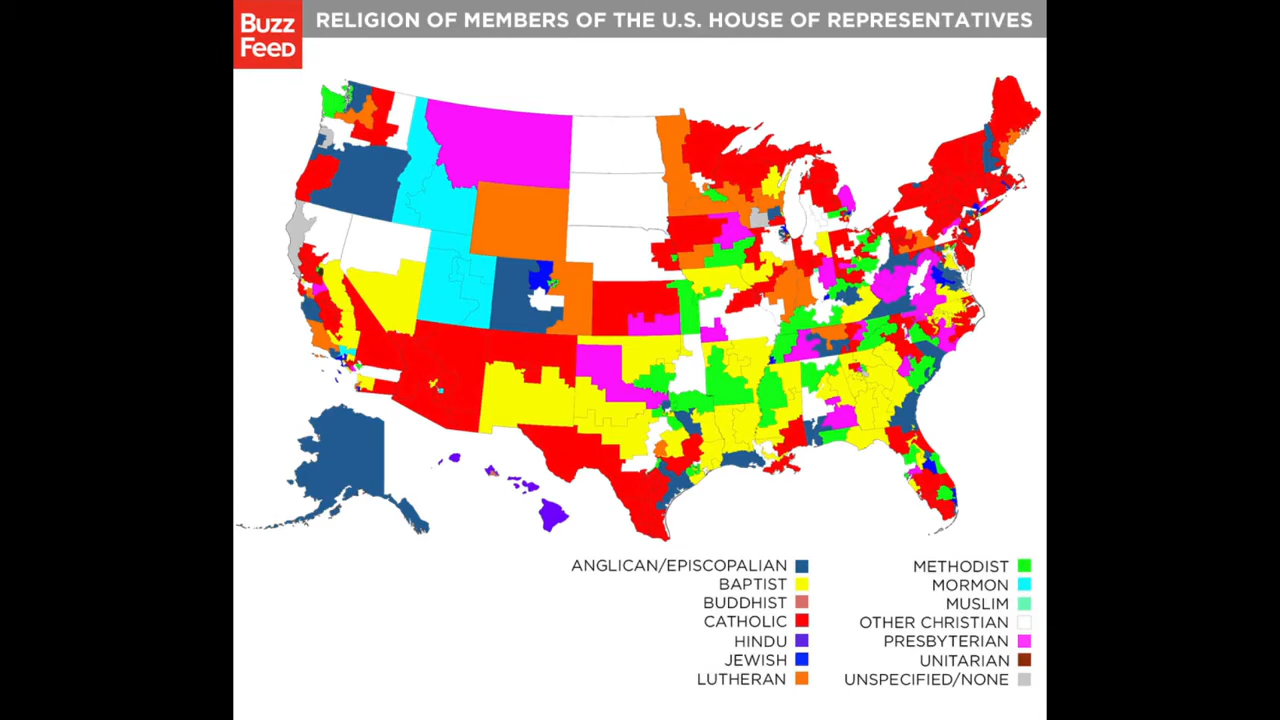 Buzz
FeeD
RELIGION OF MEMBERS OF THE U.S. HOUSE OF REPRESENTATIVES
ANGLICAN/EPISCOPALIAN
BAPTIST
BUDDHIST
CATHOLIC
HINDU
JEWISH
LUTHERAN
METHODIST
MORMON
MUSLIM
OTHER CHRISTIAN
PRESBYTERIAN
UNITARIAN
UNSPECIFIED/NONE